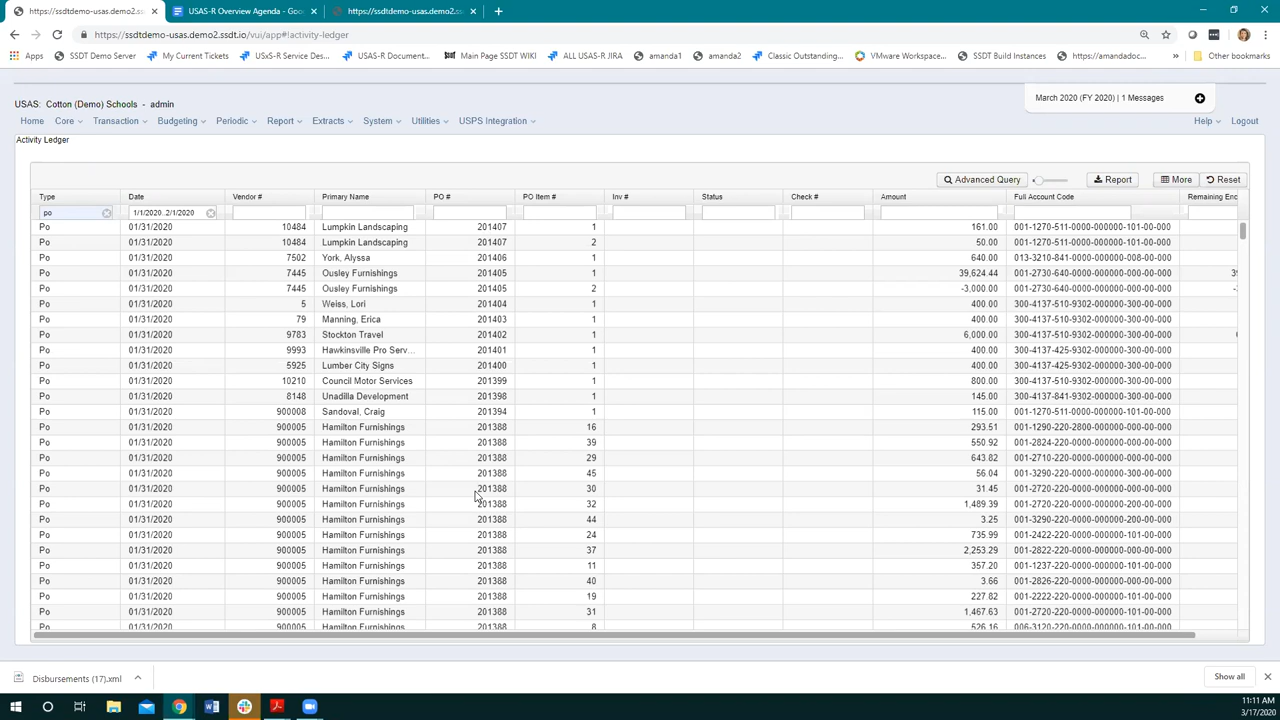 https://ssdtdemo-usas.demo2.ssdt.io × USAS-R Overview Agenda - Goo × https://ssdtdemo-usas.demo2.ssd × +
https://ssdtdemo-usas.demo2.ssdt.io/vui/app#!activity-ledger
Apps SSDT Demo Server My Current Tickets USxS-R Service Des... USAS-R Document... Main Page SSDT WIKI ALL USAS-R JIRA amanda1 amanda2 Classic Outstanding... VMware Workspace... SSDT Build Instances https://amandadoc... » Other bookmarks
USAS: Cotton (Demo) Schools - admin
March 2020 (FY 2020) | 1 Messages
Home Core Transaction Budgeting Periodic Report Extracts System Utilities USPS Integration Help Logout
Activity Ledger
Advanced Query Report More Reset
Type Date Vendor # Primary Name PO # PO Item # Inv # Status Check # Amount Full Account Code Remaining Enc
po 1/1/2020..2/1/2020
Po 01/31/2020 10484 Lumpkin Landscaping 201407 1 161.00 001-1270-511-0000-000000-101-00-000
Po 01/31/2020 10484 Lumpkin Landscaping 201407 2 50.00 001-1270-511-0000-000000-101-00-000
Po 01/31/2020 7502 York, Alyssa 201406 1 640.00 013-3210-841-0000-000000-008-00-000
Po 01/31/2020 7445 Ousley Furnishings 201405 1 39,624.44 001-2730-640-0000-000000-000-00-000 39
Po 01/31/2020 7445 Ousley Furnishings 201405 2 -3,000.00 001-2730-640-0000-000000-000-00-000 -3
Po 01/31/2020 5 Weiss, Lori 201404 1 400.00 300-4137-510-9302-000000-300-00-000
Po 01/31/2020 79 Manning, Erica 201403 1 400.00 300-4137-510-9302-000000-300-00-000
Po 01/31/2020 9783 Stockton Travel 201402 1 6,000.00 300-4137-510-9302-000000-300-00-000
Po 01/31/2020 9993 Hawkinsville Pro Serv... 201401 1 400.00 300-4137-425-9302-000000-300-00-000
Po 01/31/2020 5925 Lumber City Signs 201400 1 400.00 300-4137-425-9302-000000-300-00-000
Po 01/31/2020 10210 Council Motor Services 201399 1 800.00 300-4137-510-9302-000000-300-00-000
Po 01/31/2020 8148 Unadilla Development 201398 1 145.00 300-4137-841-9302-000000-300-00-000
Po 01/31/2020 900008 Sandoval, Craig 201394 1 115.00 001-1270-511-0000-000000-101-00-000
Po 01/31/2020 900005 Hamilton Furnishings 201388 16 293.51 001-1290-220-2800-000000-101-00-000
Po 01/31/2020 900005 Hamilton Furnishings 201388 39 550.92 001-2824-220-0000-000000-000-00-000
Po 01/31/2020 900005 Hamilton Furnishings 201388 29 643.82 001-2710-220-0000-000000-000-00-000
Po 01/31/2020 900005 Hamilton Furnishings 201388 45 56.04 001-3290-220-0000-000000-300-00-000
Po 01/31/2020 900005 Hamilton Furnishings 201388 30 31.45 001-2720-220-0000-000000-000-00-000
Po 01/31/2020 900005 Hamilton Furnishings 201388 32 1,489.39 001-2720-220-0000-000000-200-00-000
Po 01/31/2020 900005 Hamilton Furnishings 201388 44 3.25 001-3290-220-0000-000000-200-00-000
Po 01/31/2020 900005 Hamilton Furnishings 201388 24 735.99 001-2422-220-0000-000000-101-00-000
Po 01/31/2020 900005 Hamilton Furnishings 201388 37 2,253.29 001-2822-220-0000-000000-000-00-000
Po 01/31/2020 900005 Hamilton Furnishings 201388 11 357.20 001-1237-220-0000-000000-101-00-000
Po 01/31/2020 900005 Hamilton Furnishings 201388 40 3.66 001-2826-220-0000-000000-000-00-000
Po 01/31/2020 900005 Hamilton Furnishings 201388 19 227.82 001-2222-220-0000-000000-101-00-000
Po 01/31/2020 900005 Hamilton Furnishings 201388 31 1,467.63 001-2720-220-0000-000000-101-00-000
Po 01/31/2020 900005 Hamilton Furnishings 201388 8 526.16 006-3120-220-0000-000000-101-00-000
Disbursements (17).xml Show all
11:11 AM
3/17/2020